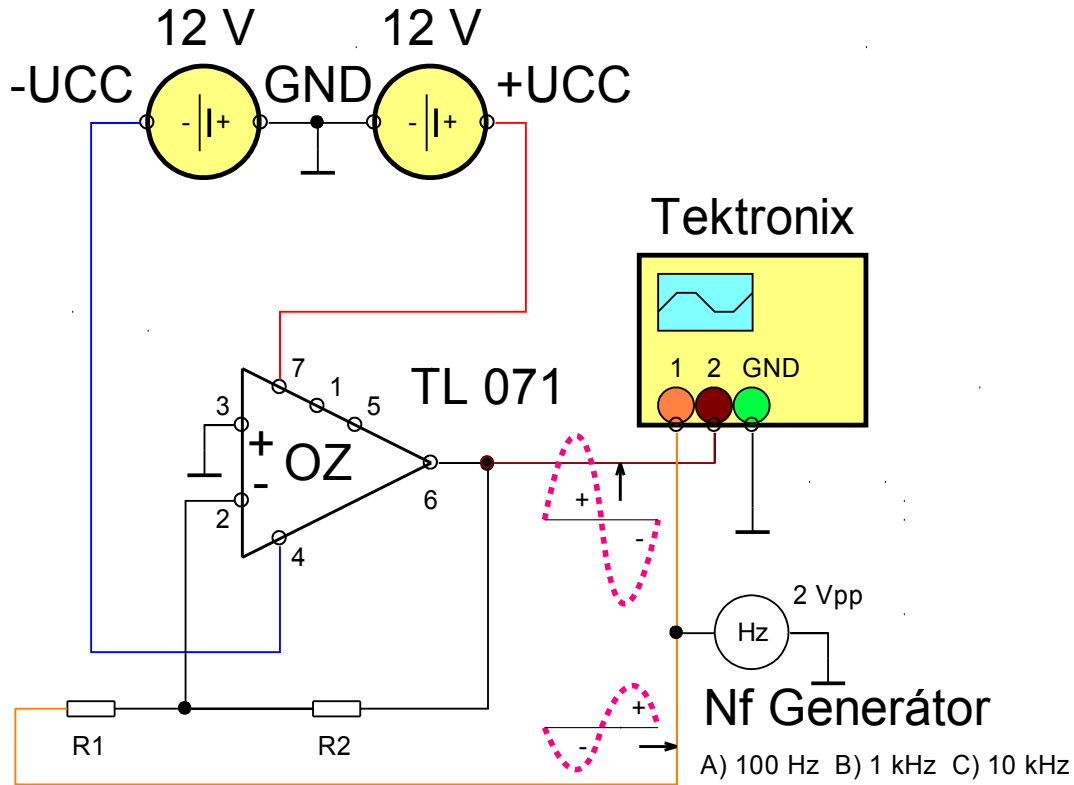 12 V 12 V
-UCC GND +UCC
- + - +
Tektronix
1 2 GND
7
1
5
TL 071
3
+
OZ
-
2
6
4
+
-
2 Vpp
Hz
+
-
Nf Generátor
R1 R2
A) 100 Hz B) 1 kHz C) 10 kHz